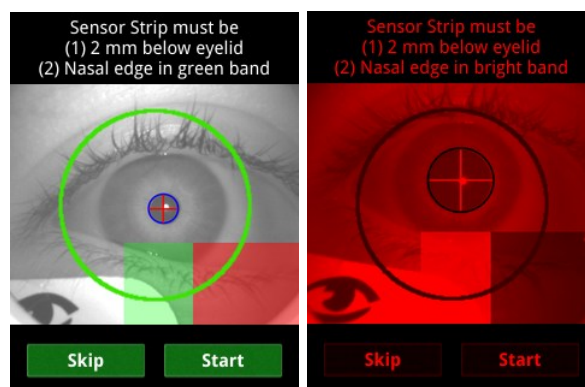 Sensor Strip must be
(1) 2 mm below eyelid
(2) Nasal edge in green band
Skip
Start
Sensor Strip must be
(1) 2 mm below eyelid
(2) Nasal edge in bright band
Skip
Start